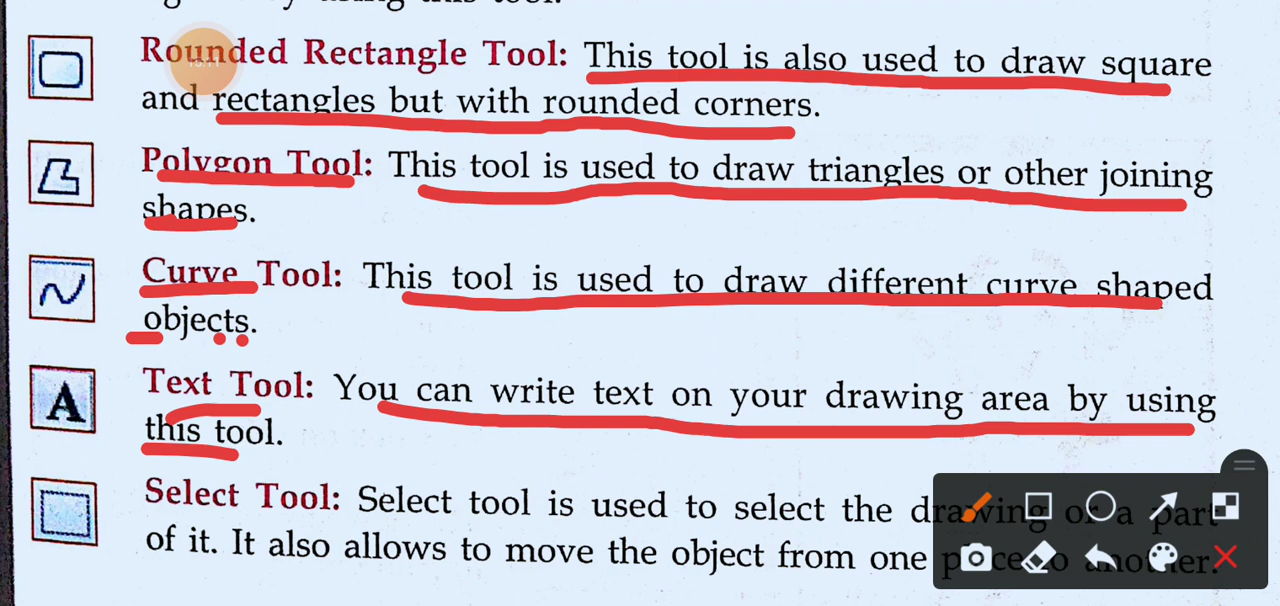 by using this tool.
Rounded Rectangle Tool: This tool is also used to draw square
and rectangles but with rounded corners.
Polygon Tool: This tool is used to draw triangles or other joining
shapes.
Curve Tool: This tool is used to draw different curve shaped
objects.
A
Text Tool: You can write text on your drawing area by using
this tool.
Select Tool: Select tool is used to select the drawing or a part
of it. It also allows to move the object from one place to another.